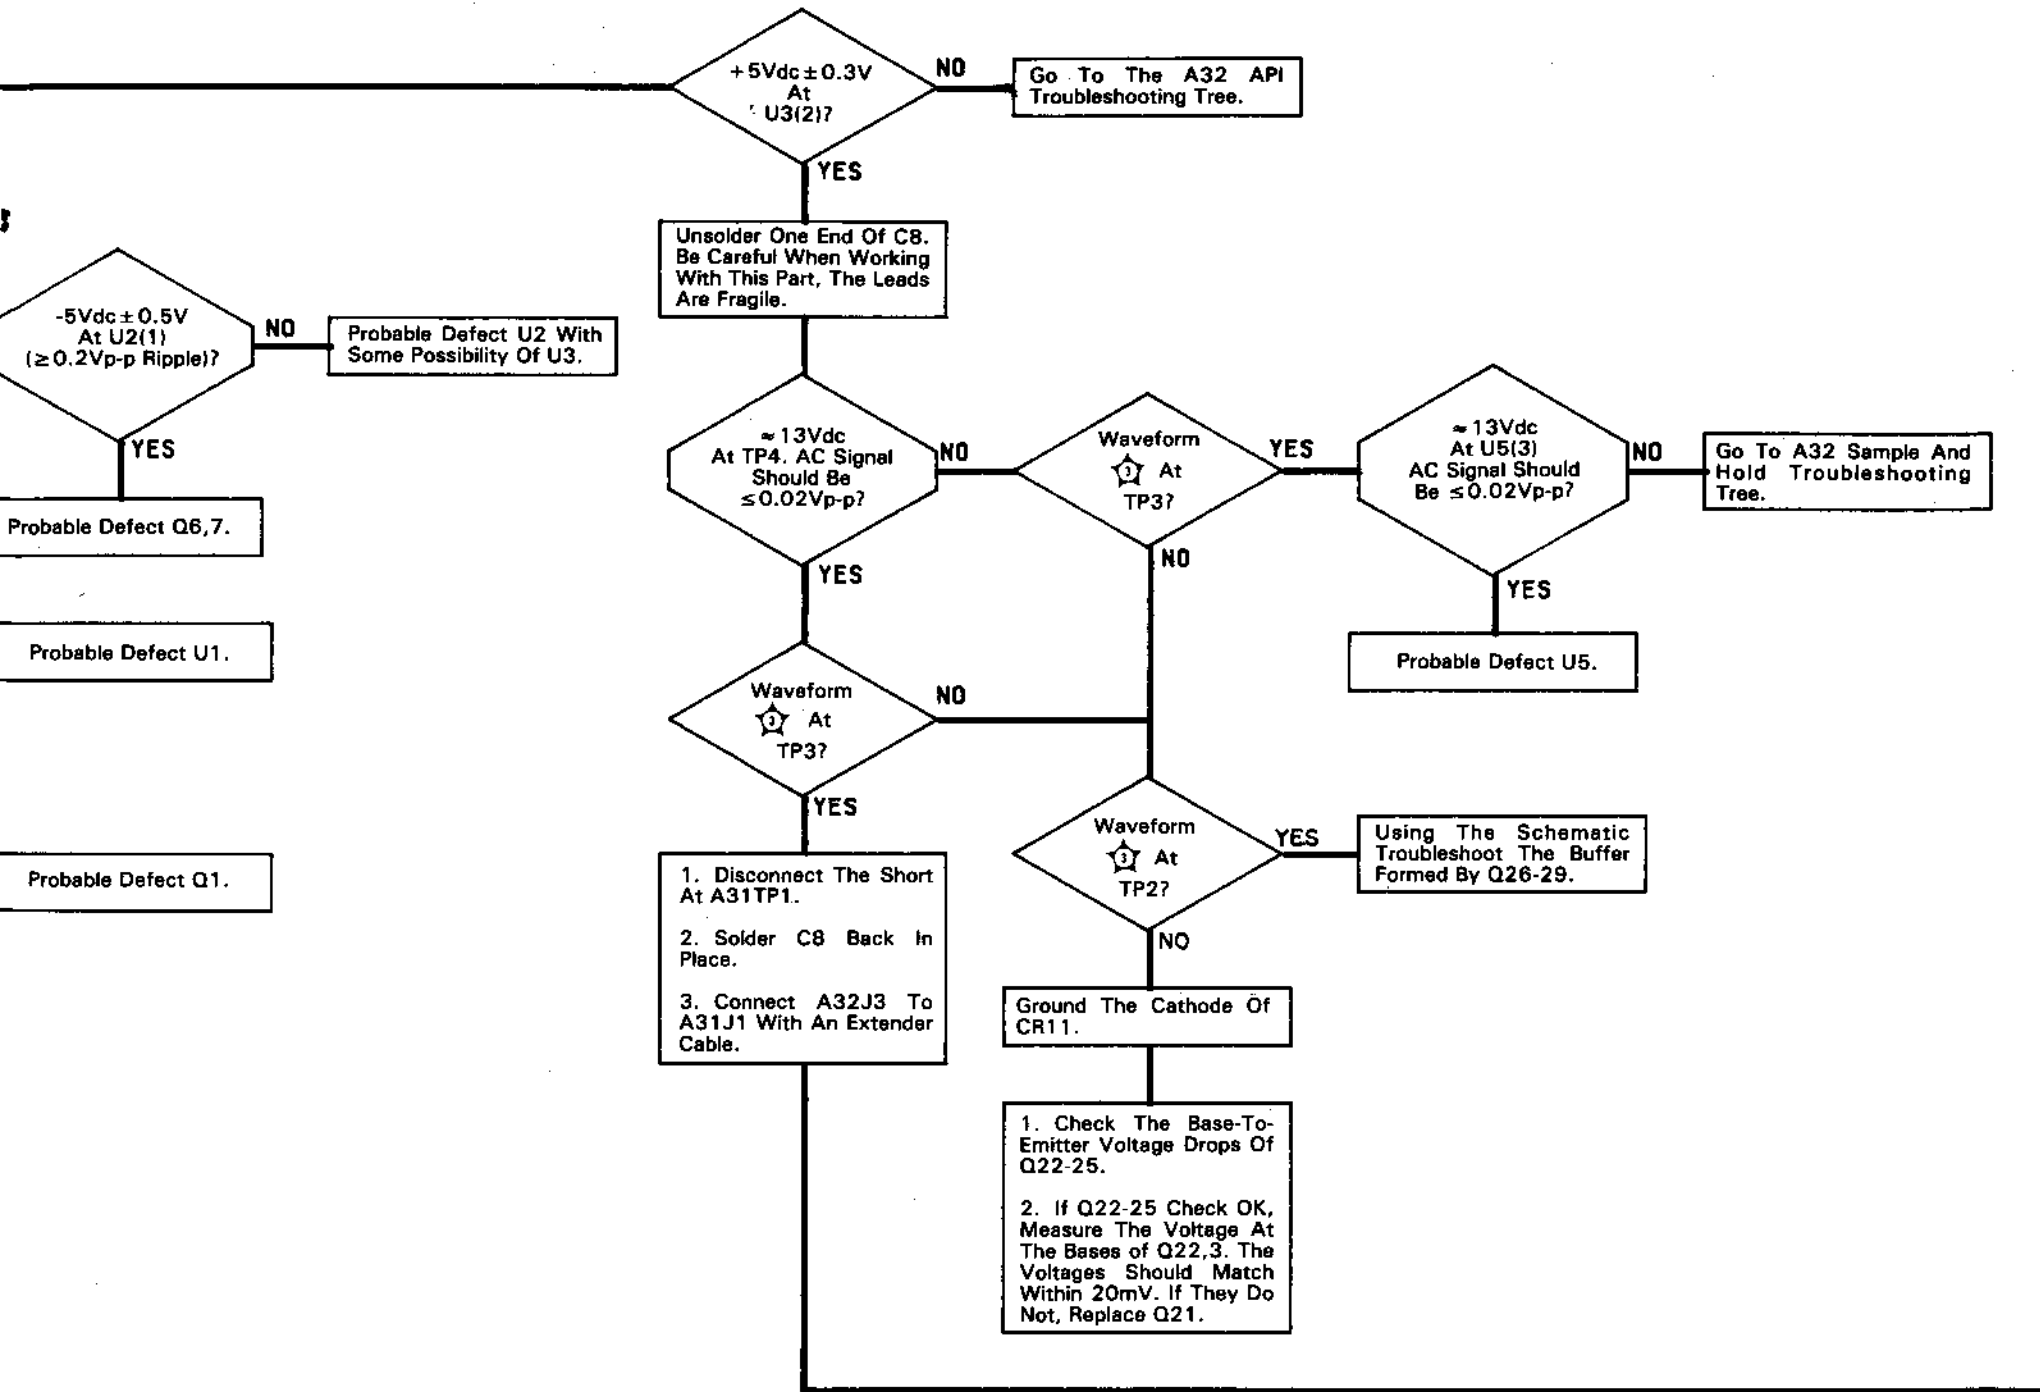 +5Vdc±0.3V
At
U3(2)?
NO
Go To The A32 API
Troubleshooting Tree.
YES
Unsolder One End Of C8.
Be Careful When Working
With This Part, The Leads
Are Fragile.
-5Vdc±0.5V
At U2(1)
(≥0.2Vp-p Ripple)?
NO
Probable Defect U2 With
Some Possibility Of U3.
YES
Probable Defect Q6,7.
Probable Defect U1.
Probable Defect Q1.
≈13Vdc
At TP4. AC Signal
Should Be
≤0.02Vp-p?
NO
Waveform
3 At
TP3?
YES
≈13Vdc
At U5(3)
AC Signal Should
Be ≤0.02Vp-p?
NO
Go To A32 Sample And
Hold Troubleshooting
Tree.
YES
NO
YES
Probable Defect U5.
Waveform
3 At
TP3?
NO
YES
Waveform
3 At
TP2?
YES
Using The Schematic
Troubleshoot The Buffer
Formed By Q26-29.
1. Disconnect The Short
At A31TP1.
2. Solder C8 Back In
Place.
3. Connect A32J3 To
A31J1 With An Extender
Cable.
NO
Ground The Cathode Of
CR11.
1. Check The Base-To-
Emitter Voltage Drops Of
Q22-25.
2. If Q22-25 Check OK,
Measure The Voltage At
The Bases of Q22,3. The
Voltages Should Match
Within 20mV. If They Do
Not, Replace Q21.